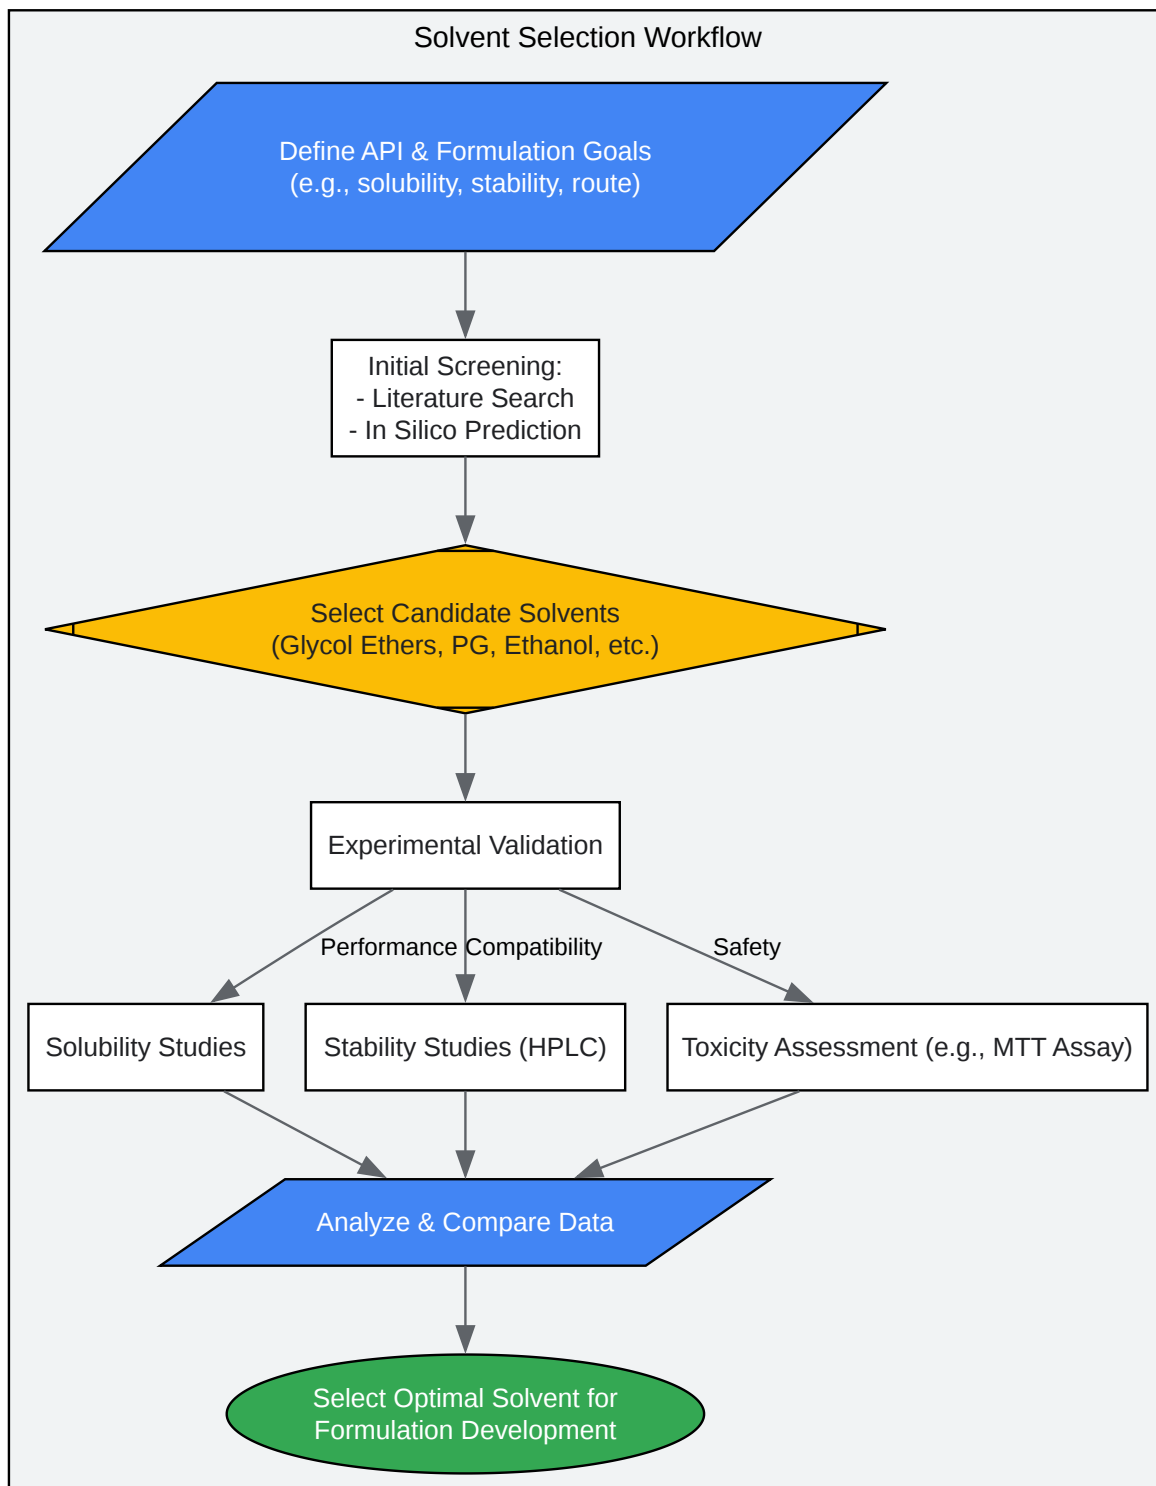 Solvent Selection Workflow
Define API & Formulation Goals
(e.g., solubility, stability, route)
Initial Screening:
- Literature Search
- In Silico Prediction
Select Candidate Solvents
(Glycol Ethers, PG, Ethanol, etc.)
Experimental Validation
Performance
Compatibility
Safety
Solubility Studies
Stability Studies (HPLC)
Toxicity Assessment (e.g., MTT Assay)
Analyze & Compare Data
Select Optimal Solvent for
Formulation Development